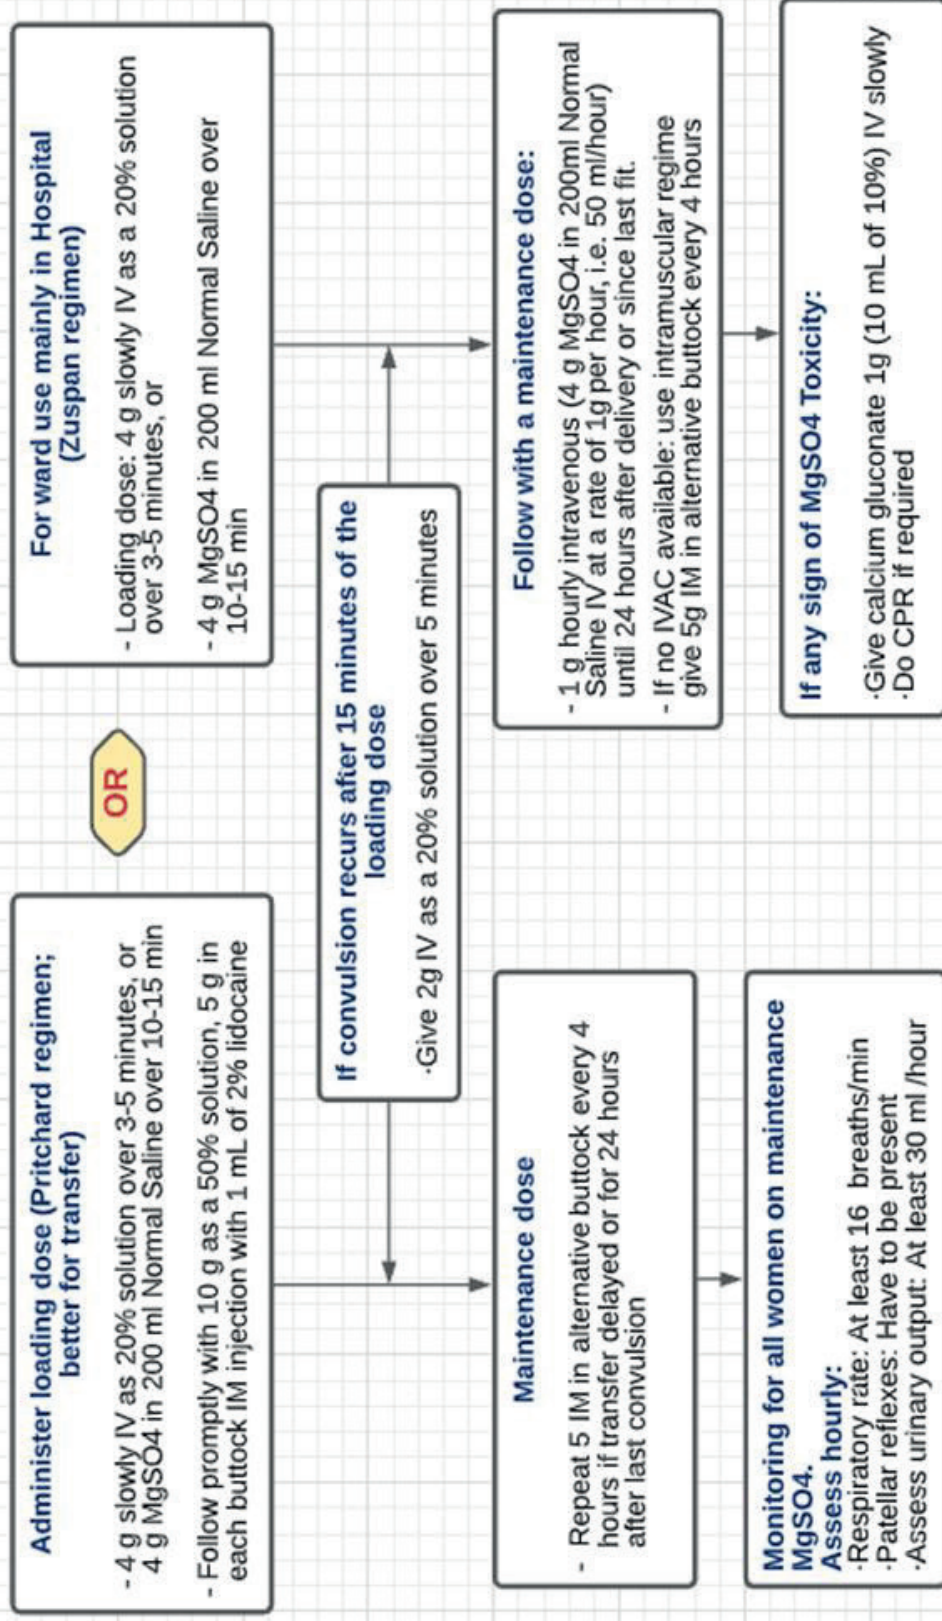 Administer loading dose (Pritchard regimen;
better for transfer)
- 4 g slowly IV as 20% solution over 3-5 minutes, or
4 g MgSO4 in 200 ml Normal Saline over 10-15 min
- Follow promptly with 10 g as a 50% solution, 5 g in
each buttock IM injection with 1 mL of 2% lidocaine
OR
For ward use mainly in Hospital
(Zuspan regimen)
- Loading dose: 4 g slowly IV as a 20% solution
over 3-5 minutes, or
- 4 g MgSO4 in 200 ml Normal Saline over
10-15 min
If convulsion recurs after 15 minutes of the
loading dose
·Give 2g IV as a 20% solution over 5 minutes
Maintenance dose
- Repeat 5 IM in alternative buttock every 4
hours if transfer delayed or for 24 hours
after last convulsion
Follow with a maintenance dose:
- 1 g hourly intravenous (4 g MgSO4 in 200ml Normal
Saline IV at a rate of 1g per hour, i.e. 50 ml/hour)
until 24 hours after delivery or since last fit.
- If no IVAC available: use intramuscular regime
give 5g IM in alternative buttock every 4 hours
Monitoring for all women on maintenance
MgSO4.
Assess hourly:
·Respiratory rate: At least 16 breaths/min
·Patellar reflexes: Have to be present
·Assess urinary output: At least 30 ml /hour
If any sign of MgSO4 Toxicity:
·Give calcium gluconate 1g (10 mL of 10%) IV slowly
·Do CPR if required